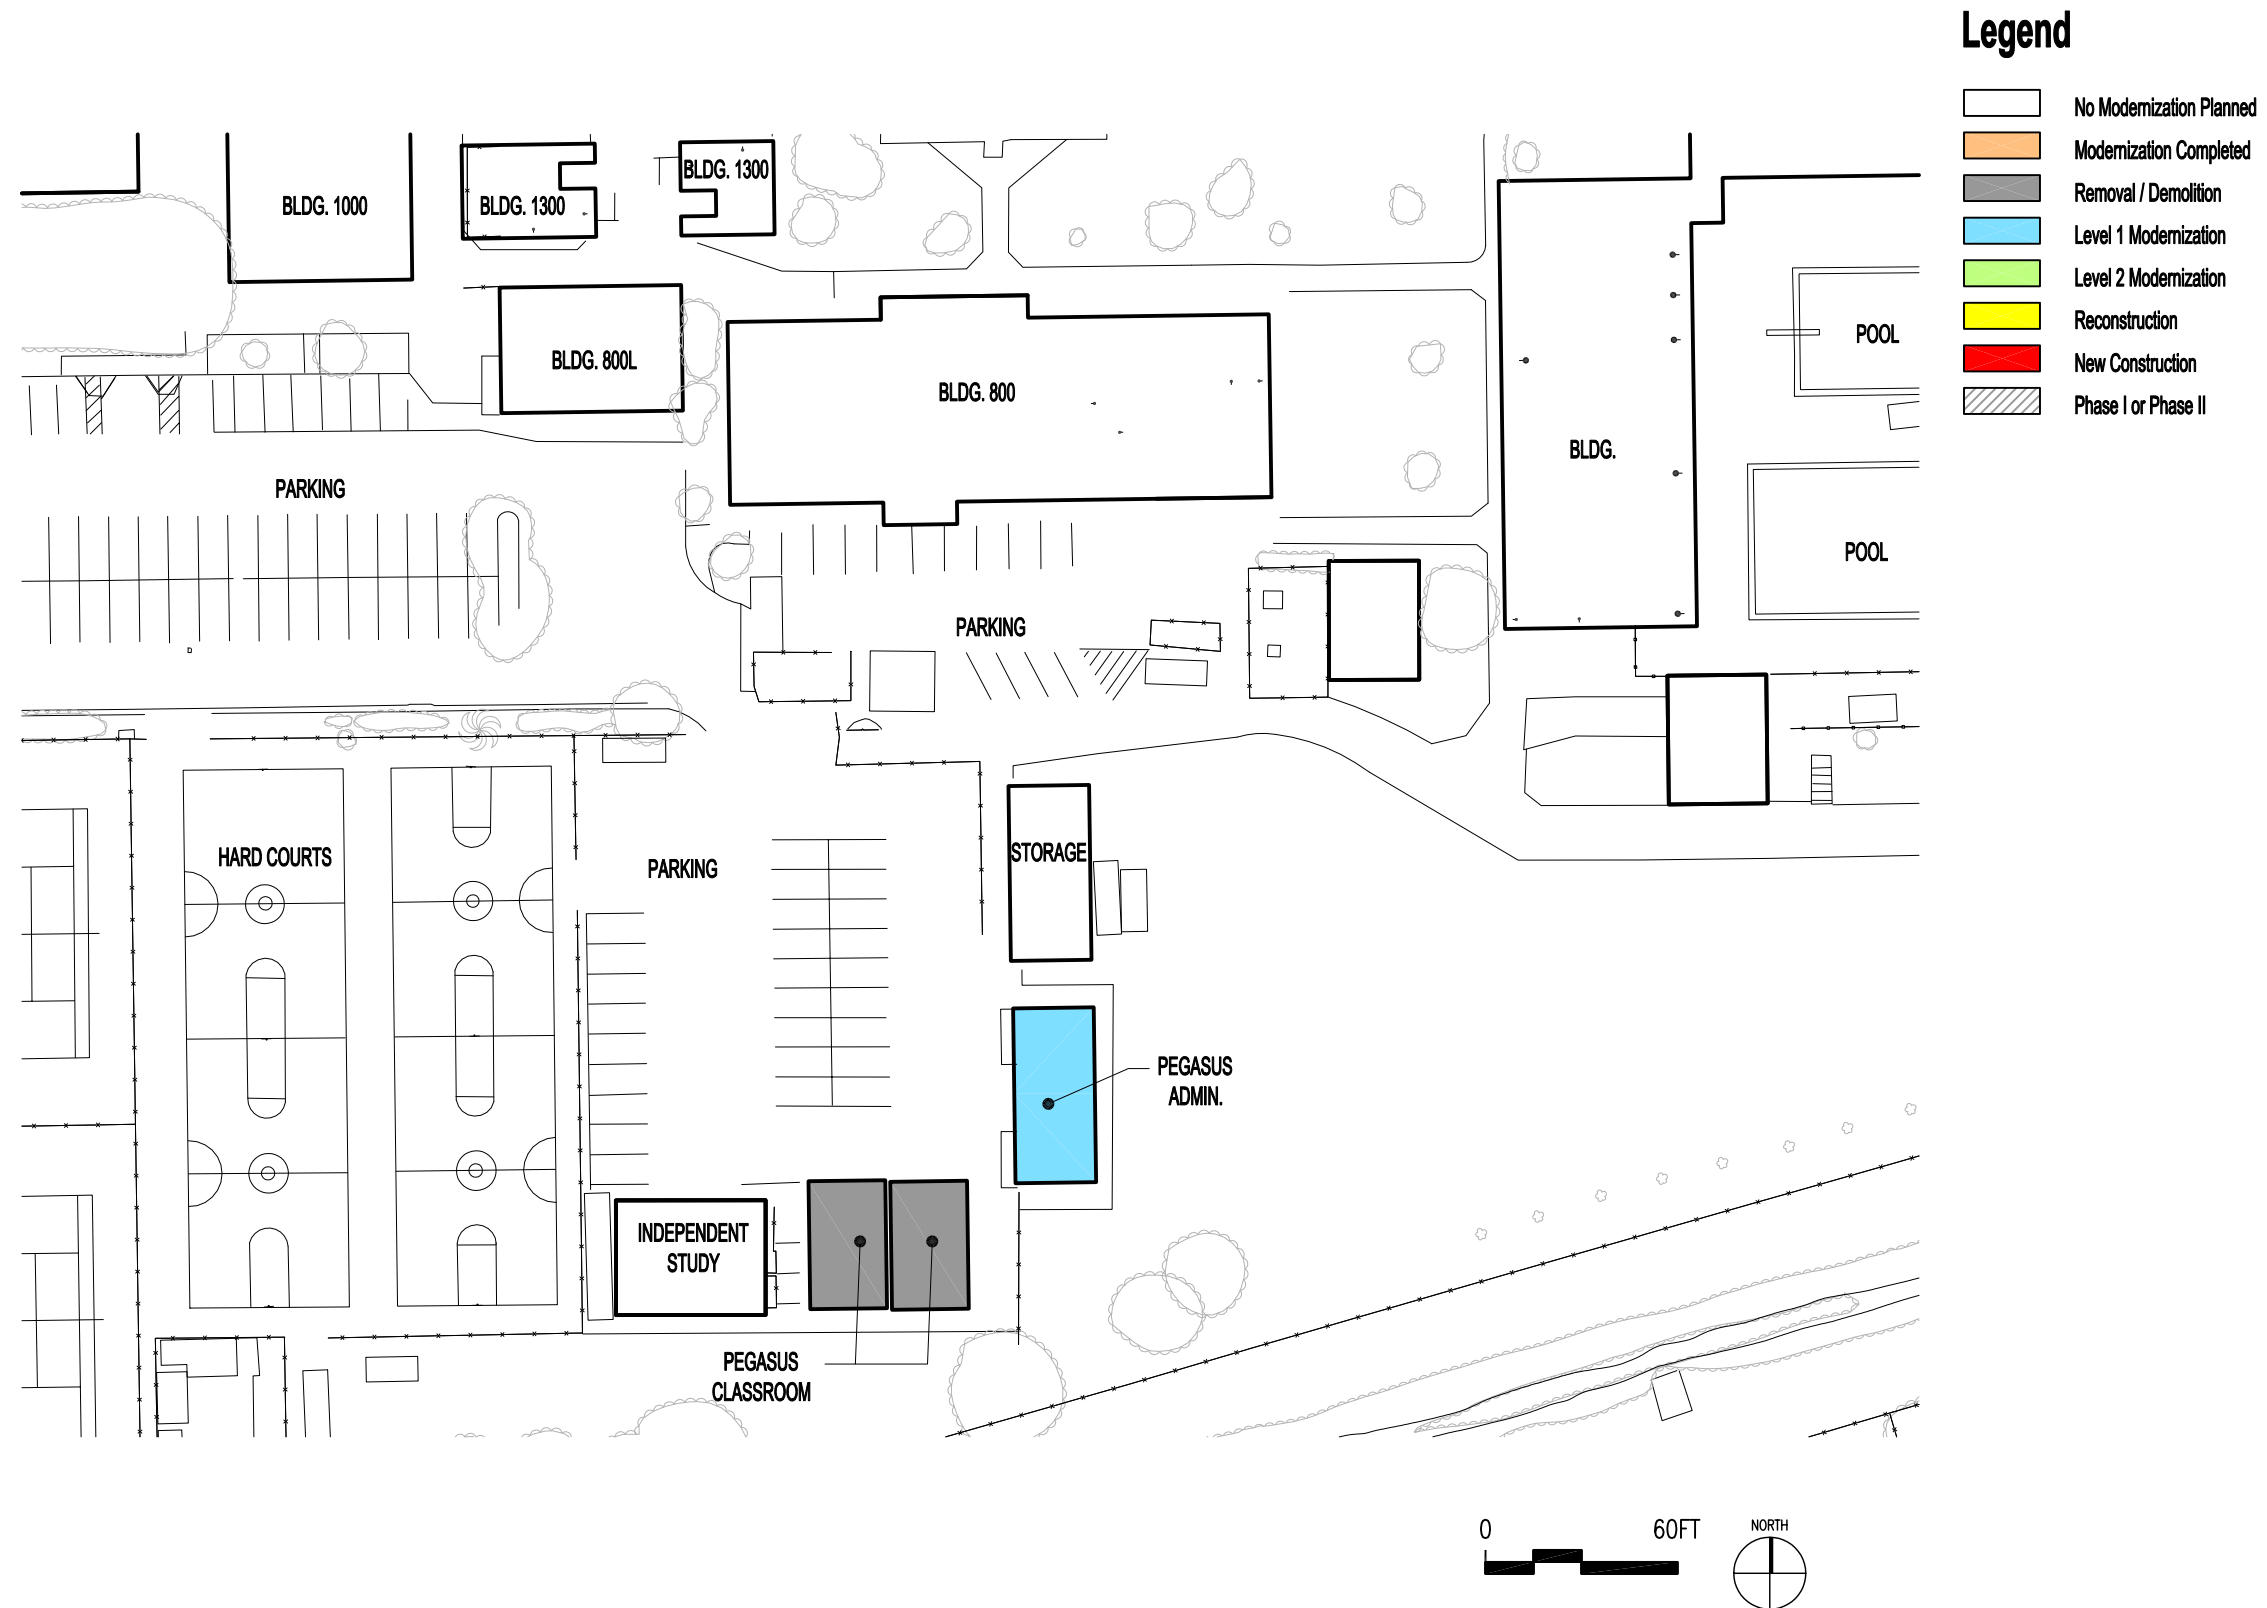 Legend
No Modernization Planned
Modernization Completed
Removal / Demolition
Level 1 Modernization
Level 2 Modernization
Reconstruction
New Construction
Phase I or Phase II
BLDG. 1000
BLDG. 1300
BLDG. 1300
BLDG. 800L
BLDG. 800
BLDG.
POOL
POOL
PARKING
PARKING
HARD COURTS
PARKING
STORAGE
PEGASUS
ADMIN.
INDEPENDENT
STUDY
PEGASUS
CLASSROOM
0
60FT
NORTH